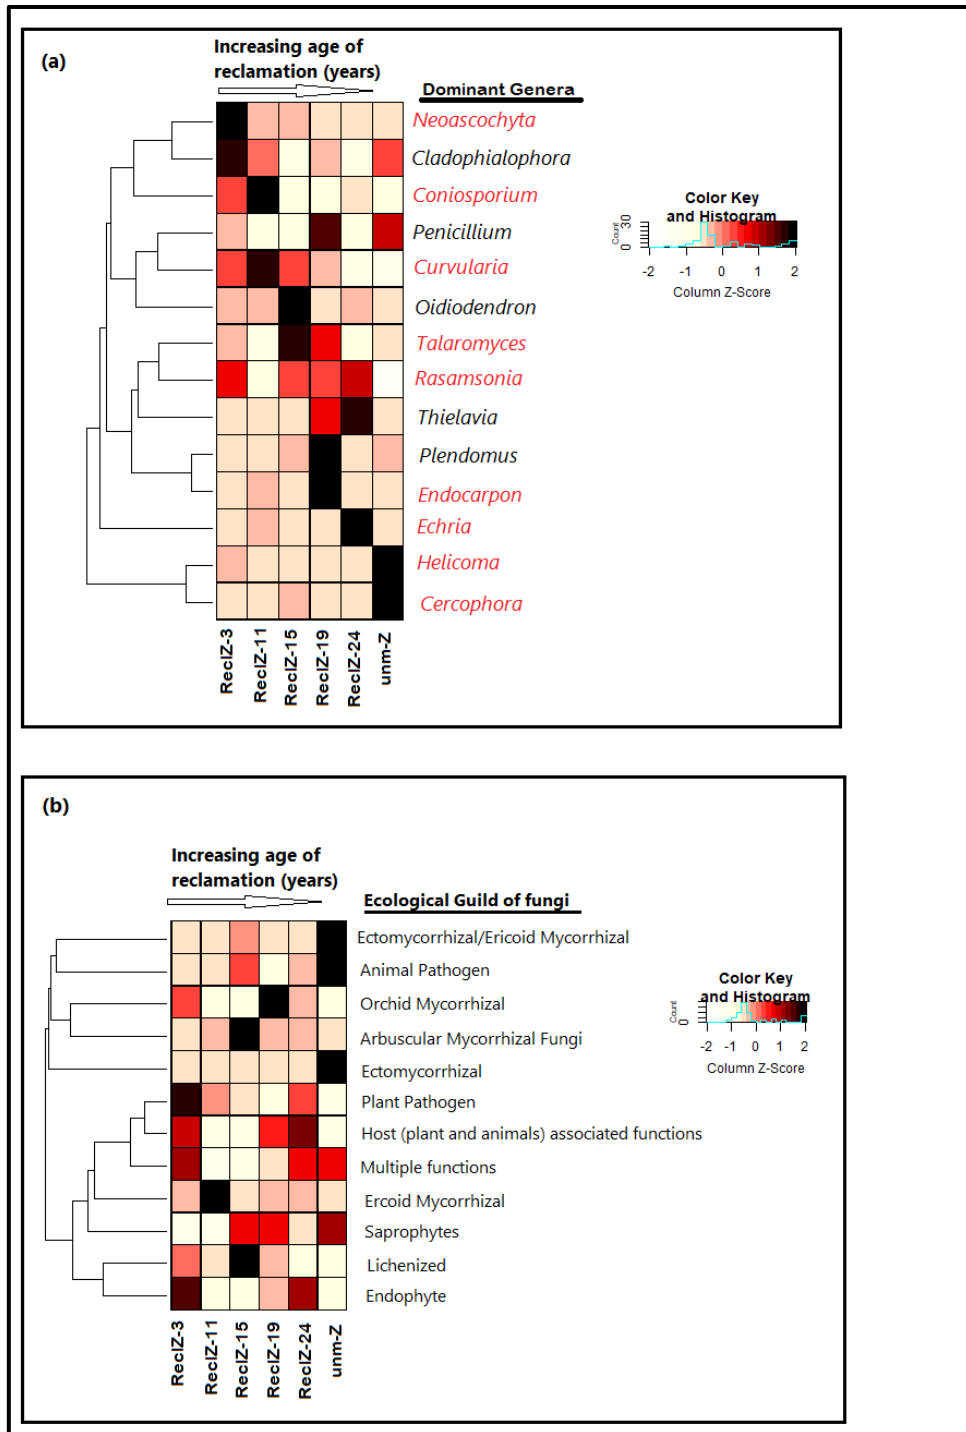 (a)
Increasing age of
reclamation (years)
Dominant Genera
Neoascochyta
Cladophialophora
Coniosporium
Penicillium
Curvularia
Oidiodendron
Talaromyces
Rasamsonia
Thielavia
Plendomus
Endocarpon
Echria
Helicoma
Cercophora
Color Key
and Histogram
Count
0 30
-2 -1 0 1 2
Column Z-Score
ReclZ-3
ReclZ-11
ReclZ-15
ReclZ-19
ReclZ-24
unm-Z
(b)
Increasing age of
reclamation (years)
Ecological Guild of fungi
Ectomycorrhizal/Ericoid Mycorrhizal
Animal Pathogen
Orchid Mycorrhizal
Arbuscular Mycorrhizal Fungi
Ectomycorrhizal
Plant Pathogen
Host (plant and animals) associated functions
Multiple functions
Ercoid Mycorrhizal
Saprophytes
Lichenized
Endophyte
Color Key
and Histogram
Count
0
-2 -1 0 1 2
Column Z-Score
ReclZ-3
ReclZ-11
ReclZ-15
ReclZ-19
ReclZ-24
unm-Z